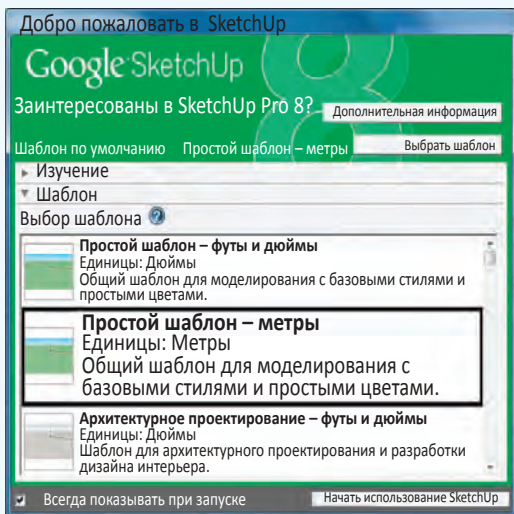 Добро пожаловать в SketchUp
Google SketchUp
8
Заинтересованы в SketchUp Pro 8?
Дополнительная информация
Шаблон по умолчанию Простой шаблон – метры
Выбрать шаблон
Изучение
Шаблон
Выбор шаблона
Простой шаблон – футы и дюймы
Единицы: Дюймы
Общий шаблон для моделирования с базовыми стилями и
простыми цветами.
Простой шаблон – метры
Единицы: Метры
Общий шаблон для моделирования с
базовыми стилями и простыми цветами.
Архитектурное проектирование – футы и дюймы
Единицы: Дюймы
Шаблон для архитектурного проектирования и разработки
дизайна интерьера.
Всегда показывать при запуске
Начать использование SketchUp